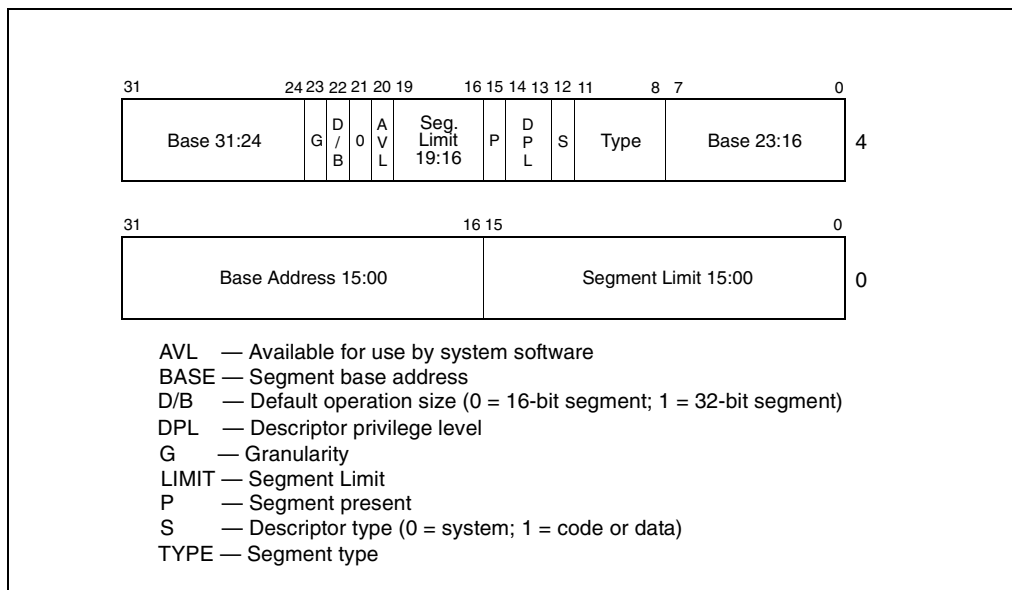 31 24 23 22 21 20 19 16 15 14 13 12 11 8 7 0
Base 31:24 G D/B 0 AVL Seg. Limit 19:16 P DPL S Type Base 23:16 4
31 16 15 0
Base Address 15:00 Segment Limit 15:00 0
AVL — Available for use by system software
BASE — Segment base address
D/B — Default operation size (0 = 16-bit segment; 1 = 32-bit segment)
DPL — Descriptor privilege level
G — Granularity
LIMIT — Segment Limit
P — Segment present
S — Descriptor type (0 = system; 1 = code or data)
TYPE — Segment type